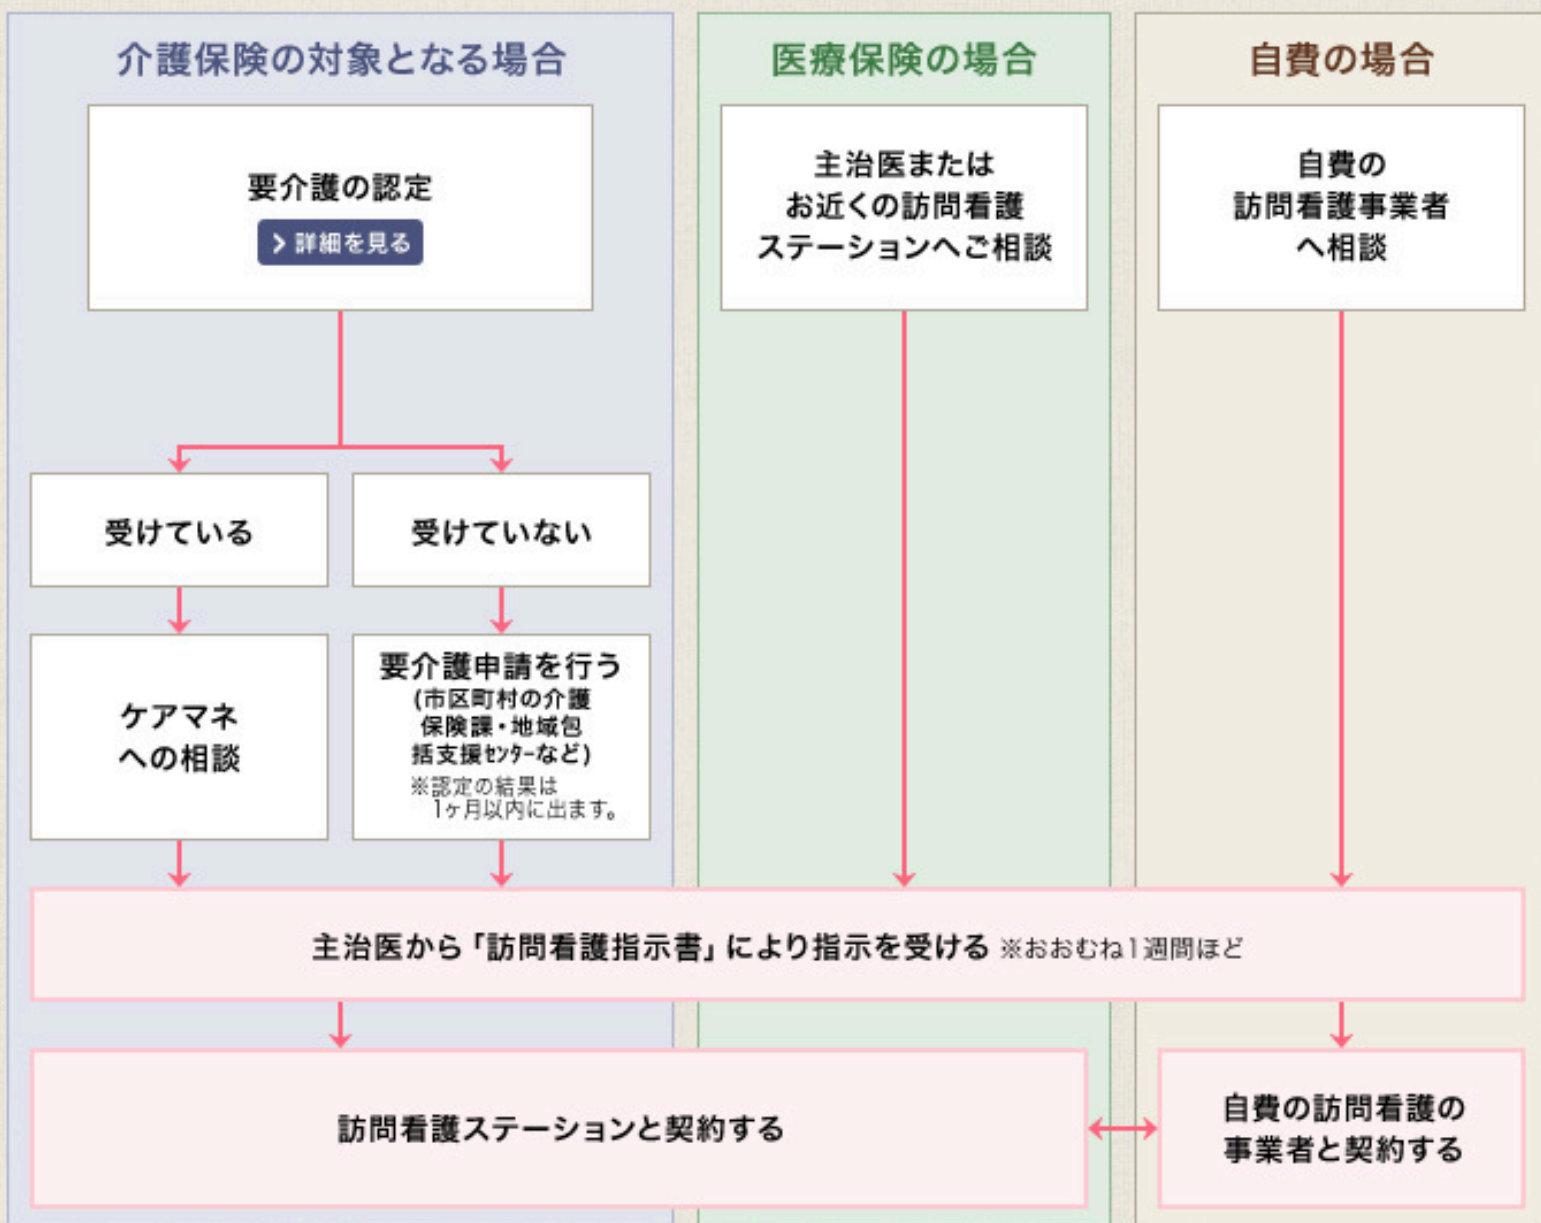 介護保険の対象となる場合
要介護の認定
詳細を見る
受けている
受けていない
ケアマネ
への相談
要介護申請を行う
(市区町村の介護
保険課・地域包
括支援ｾﾝﾀｰなど)
※認定の結果は
1ヶ月以内に出ます。
医療保険の場合
主治医または
お近くの訪問看護
ステーションへご相談
自費の場合
自費の
訪問看護事業者
へ相談
主治医から「訪問看護指示書」により指示を受ける ※おおむね1週間ほど
訪問看護ステーションと契約する
自費の訪問看護の
事業者と契約する